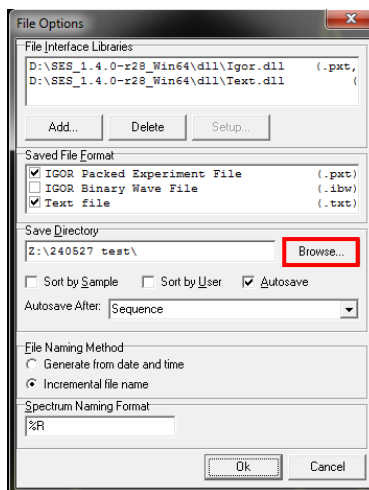 File Options
File Interface Libraries
D:\SES_1.4.0-r28_Win64\dll\Igor.dll (.pxt,
D:\SES_1.4.0-r28_Win64\dll\Text.dll (
Add... Delete Setup...
Saved File Format
IGOR Packed Experiment File (.pxt)
IGOR Binary Wave File (.ibw)
Text file (.txt)
Save Directory
Z:\240527 test\ Browse...
Sort by Sample Sort by User Autosave
Autosave After: Sequence
File Naming Method
Generate from date and time
Incremental file name
Spectrum Naming Format
%R
Ok Cancel